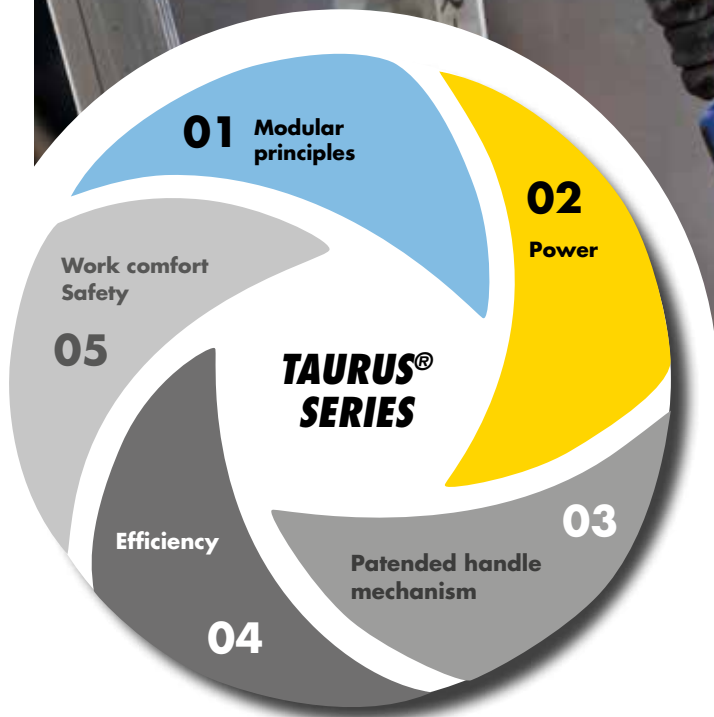 01 Modular
principles
02
Power
Work comfort
Safety
05
TAURUS®
SERIES
03
Patended handle
mechanism
Efficiency
04